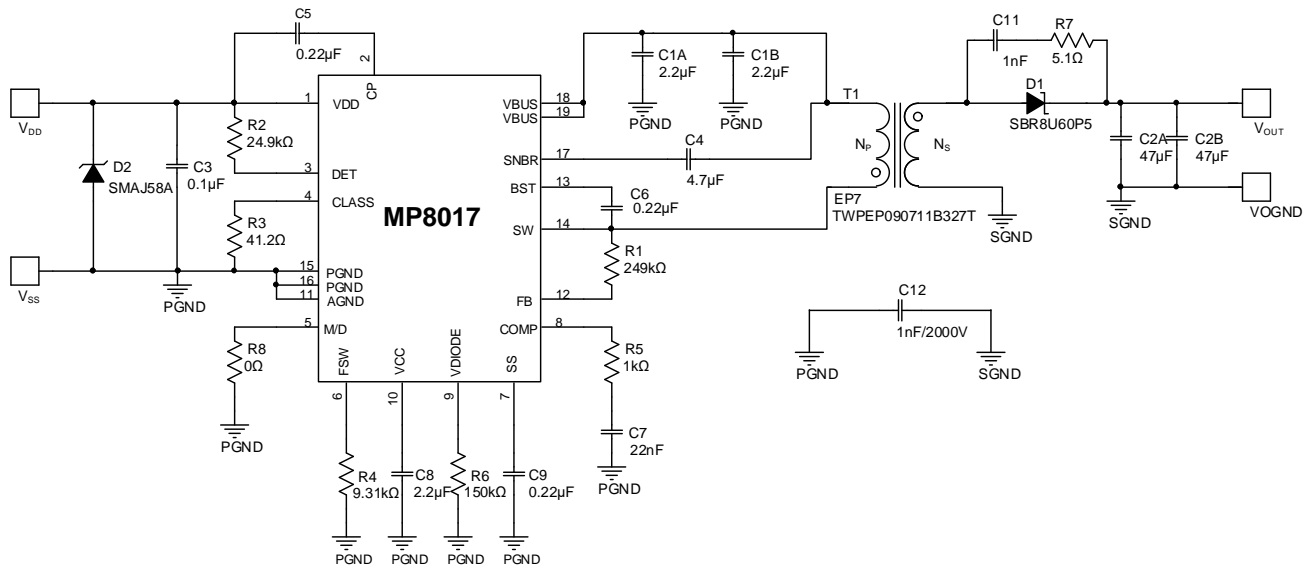 C5
0.22µF
2
CP
V_DD
1
VDD
R2
24.9kΩ
D2
SMAJ58A
C3
0.1µF
3
DET
4
CLASS
R3
41.2Ω
V_SS
PGND
15
PGND
16
PGND
11
AGND
5
M/D
R8
0Ω
PGND
MP8017
FSW
VCC
VDIODE
SS
6
10
9
7
R4
9.31kΩ
C8
2.2µF
R6
150kΩ
C9
0.22µF
PGND
PGND
PGND
PGND
VBUS
18
VBUS
19
SNBR
17
BST
13
SW
14
FB
12
COMP
8
C1A
2.2µF
PGND
C1B
2.2µF
PGND
C4
4.7µF
C6
0.22µF
R1
249kΩ
R5
1kΩ
C7
22nF
PGND
T1
N_P
N_S
EP7
TWPEP090711B327T
C11
1nF
R7
5.1Ω
D1
SBR8U60P5
C2A
47µF
C2B
47µF
V_OUT
VOGND
SGND
SGND
C12
1nF/2000V
PGND
SGND